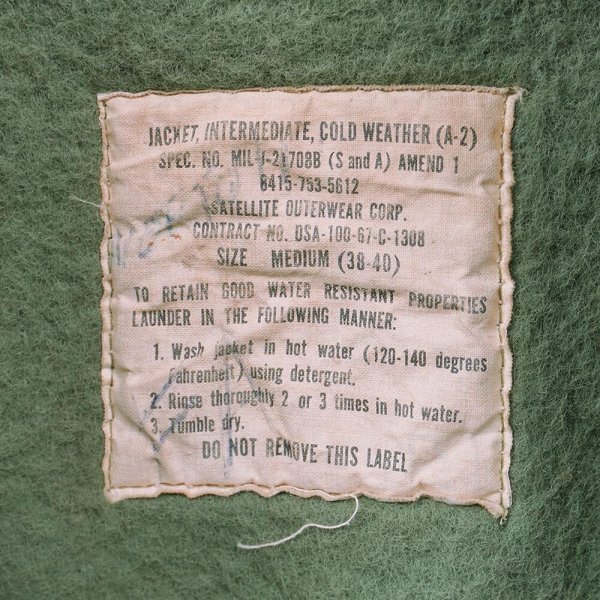 JACKET, INTERMEDIATE, COLD WEATHER (A-2)
SPEC. NO. MIL-J-21708B (S and A) AMEND 1
8415-753-5612
SATELLITE OUTERWEAR CORP.
CONTRACT NO. DSA-100-67-C-1308
SIZE MEDIUM (38-40)
TO RETAIN GOOD WATER RESISTANT PROPERTIES
LAUNDER IN THE FOLLOWING MANNER:
1. Wash jacket in hot water (120-140 degrees
Fahrenheit) using detergent.
2. Rinse thoroughly 2 or 3 times in hot water.
3. Tumble dry.
DO NOT REMOVE THIS LABEL